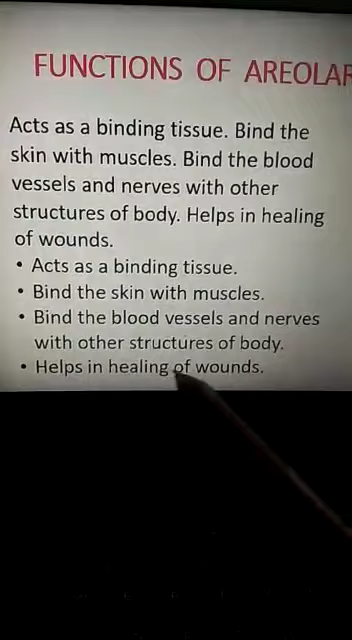 FUNCTIONS OF AREOLAR
Acts as a binding tissue. Bind the
skin with muscles. Bind the blood
vessels and nerves with other
structures of body. Helps in healing
of wounds.
• Acts as a binding tissue.
• Bind the skin with muscles.
• Bind the blood vessels and nerves
with other structures of body.
• Helps in healing of wounds.